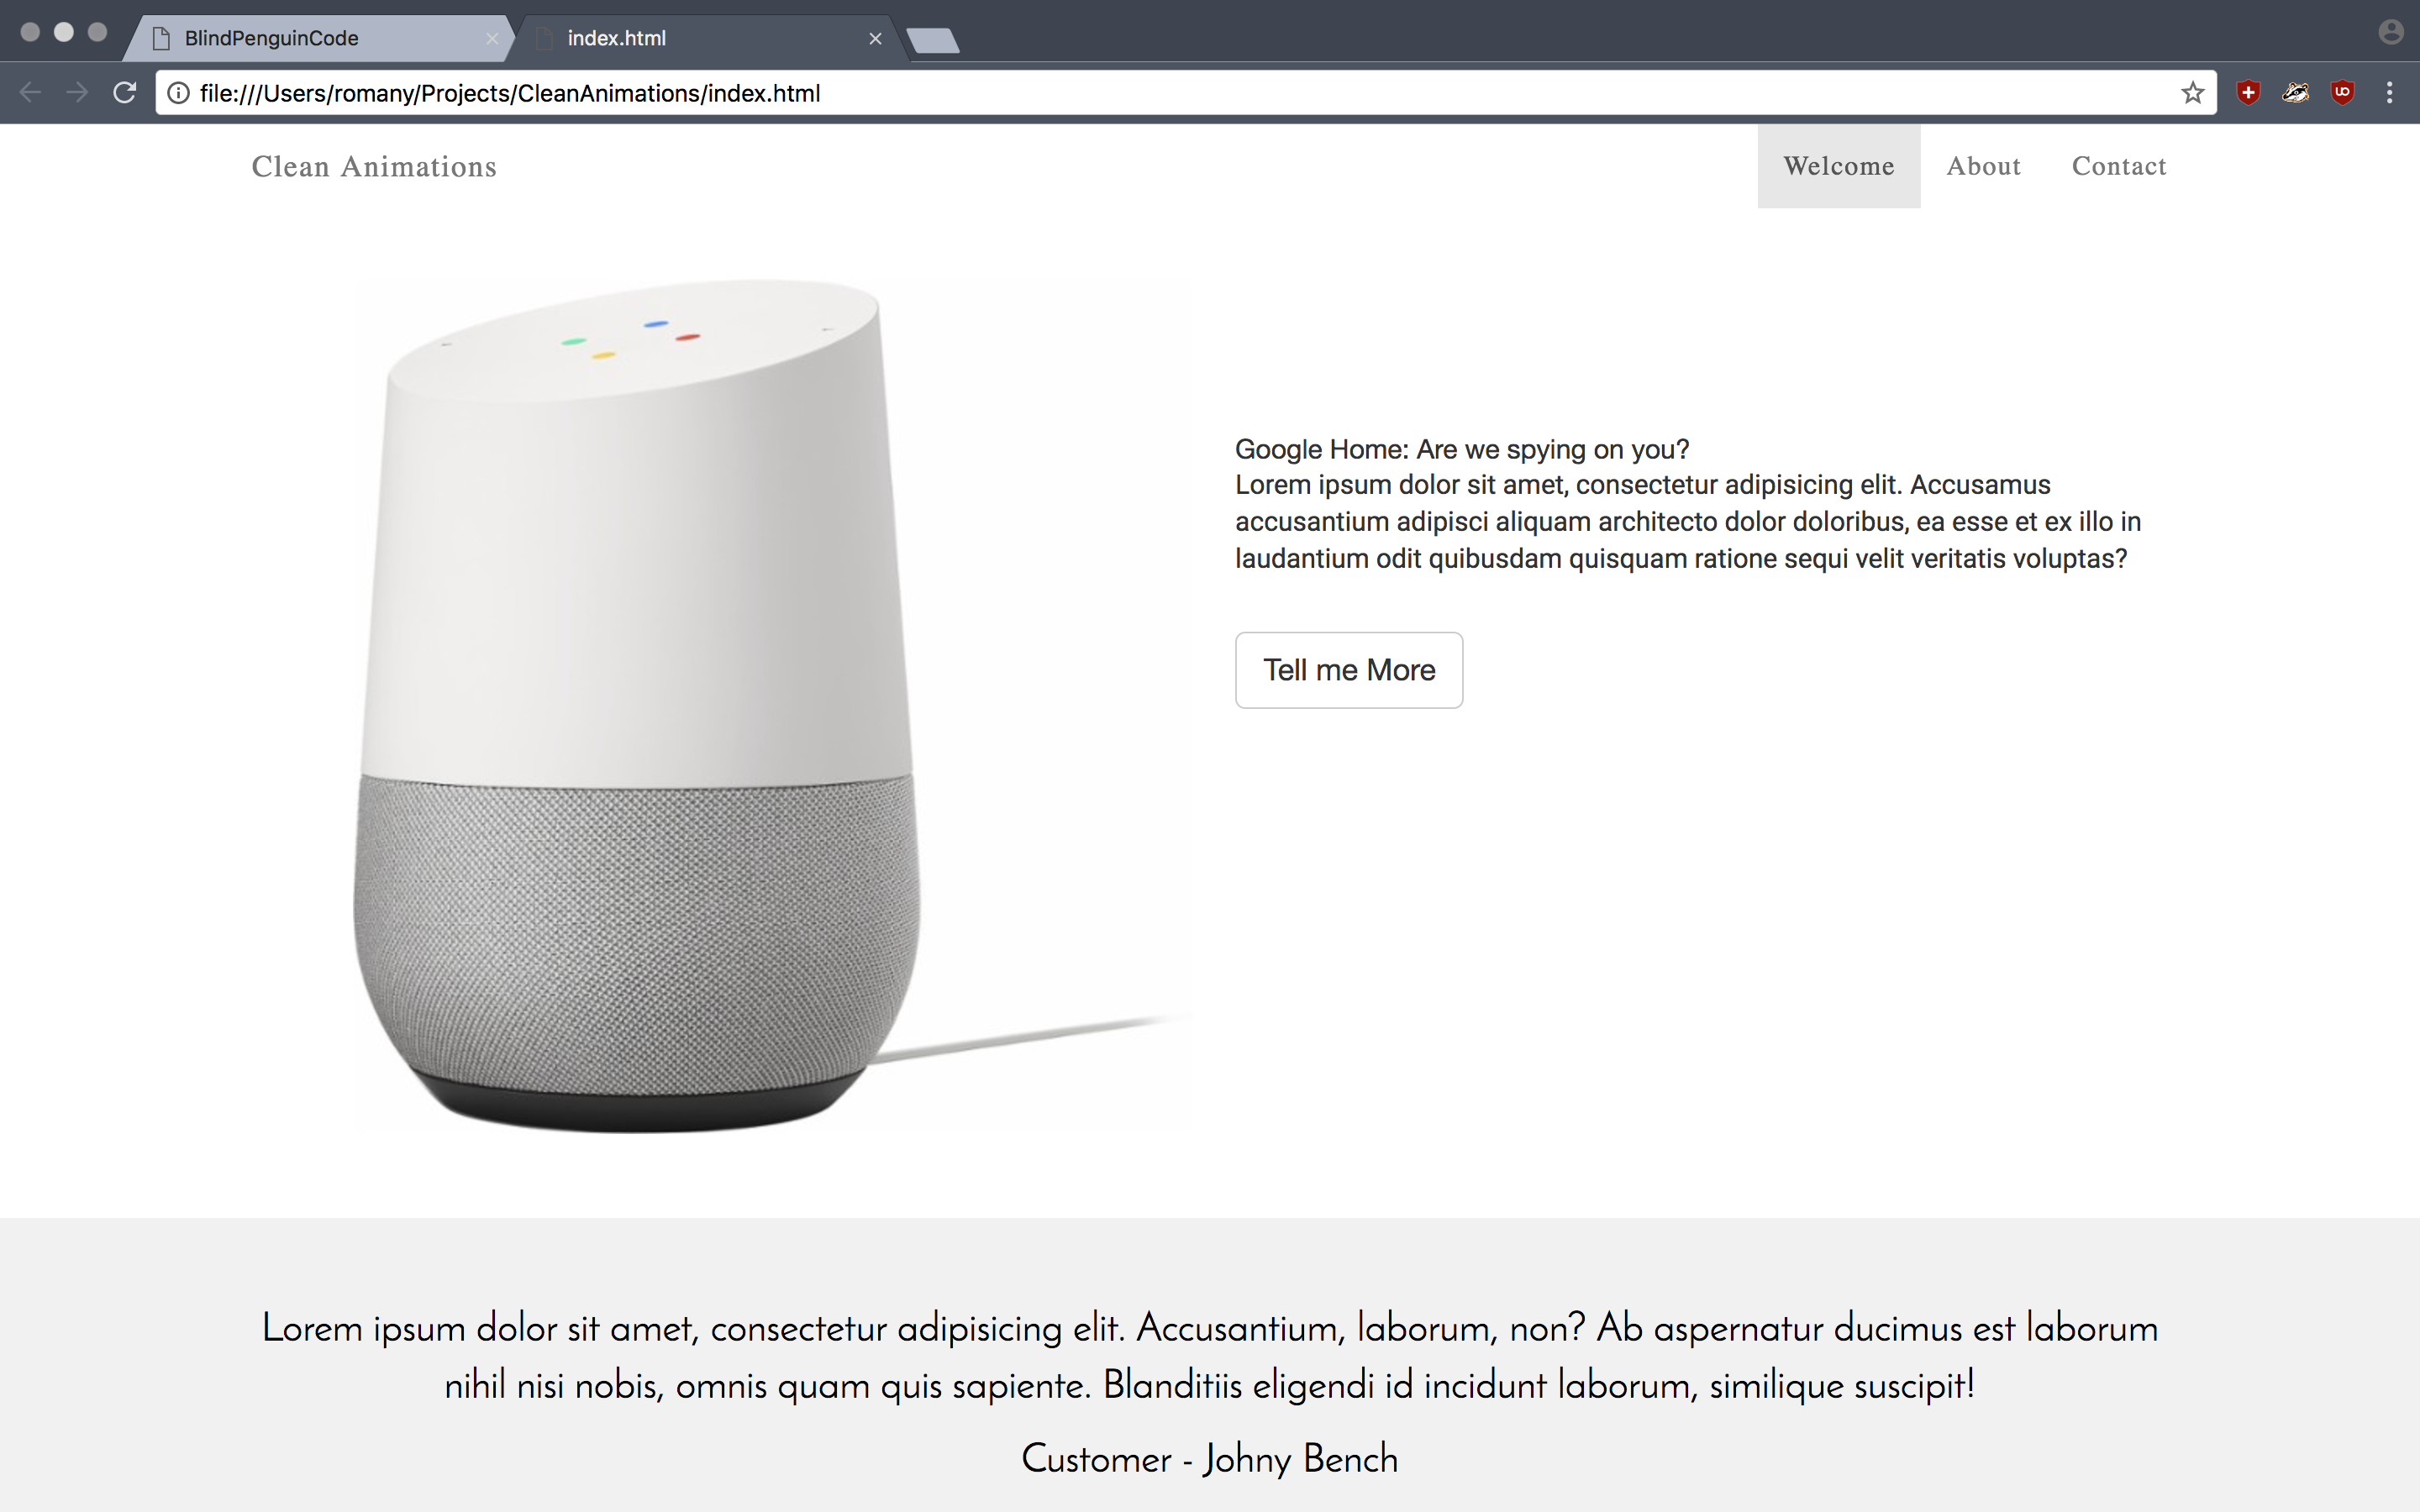 BlindPenguinCode
index.html
file:///Users/romany/Projects/CleanAnimations/index.html
Clean Animations
Welcome
About
Contact
Google Home: Are we spying on you?
Lorem ipsum dolor sit amet, consectetur adipisicing elit. Accusamus
accusantium adipisci aliquam architecto dolor doloribus, ea esse et ex illo in
laudantium odit quibusdam quisquam ratione sequi velit veritatis voluptas?
Tell me More
Lorem ipsum dolor sit amet, consectetur adipisicing elit. Accusantium, laborum, non? Ab aspernatur ducimus est laborum
nihil nisi nobis, omnis quam quis sapiente. Blanditiis eligendi id incidunt laborum, similique suscipit!
Customer - Johny Bench